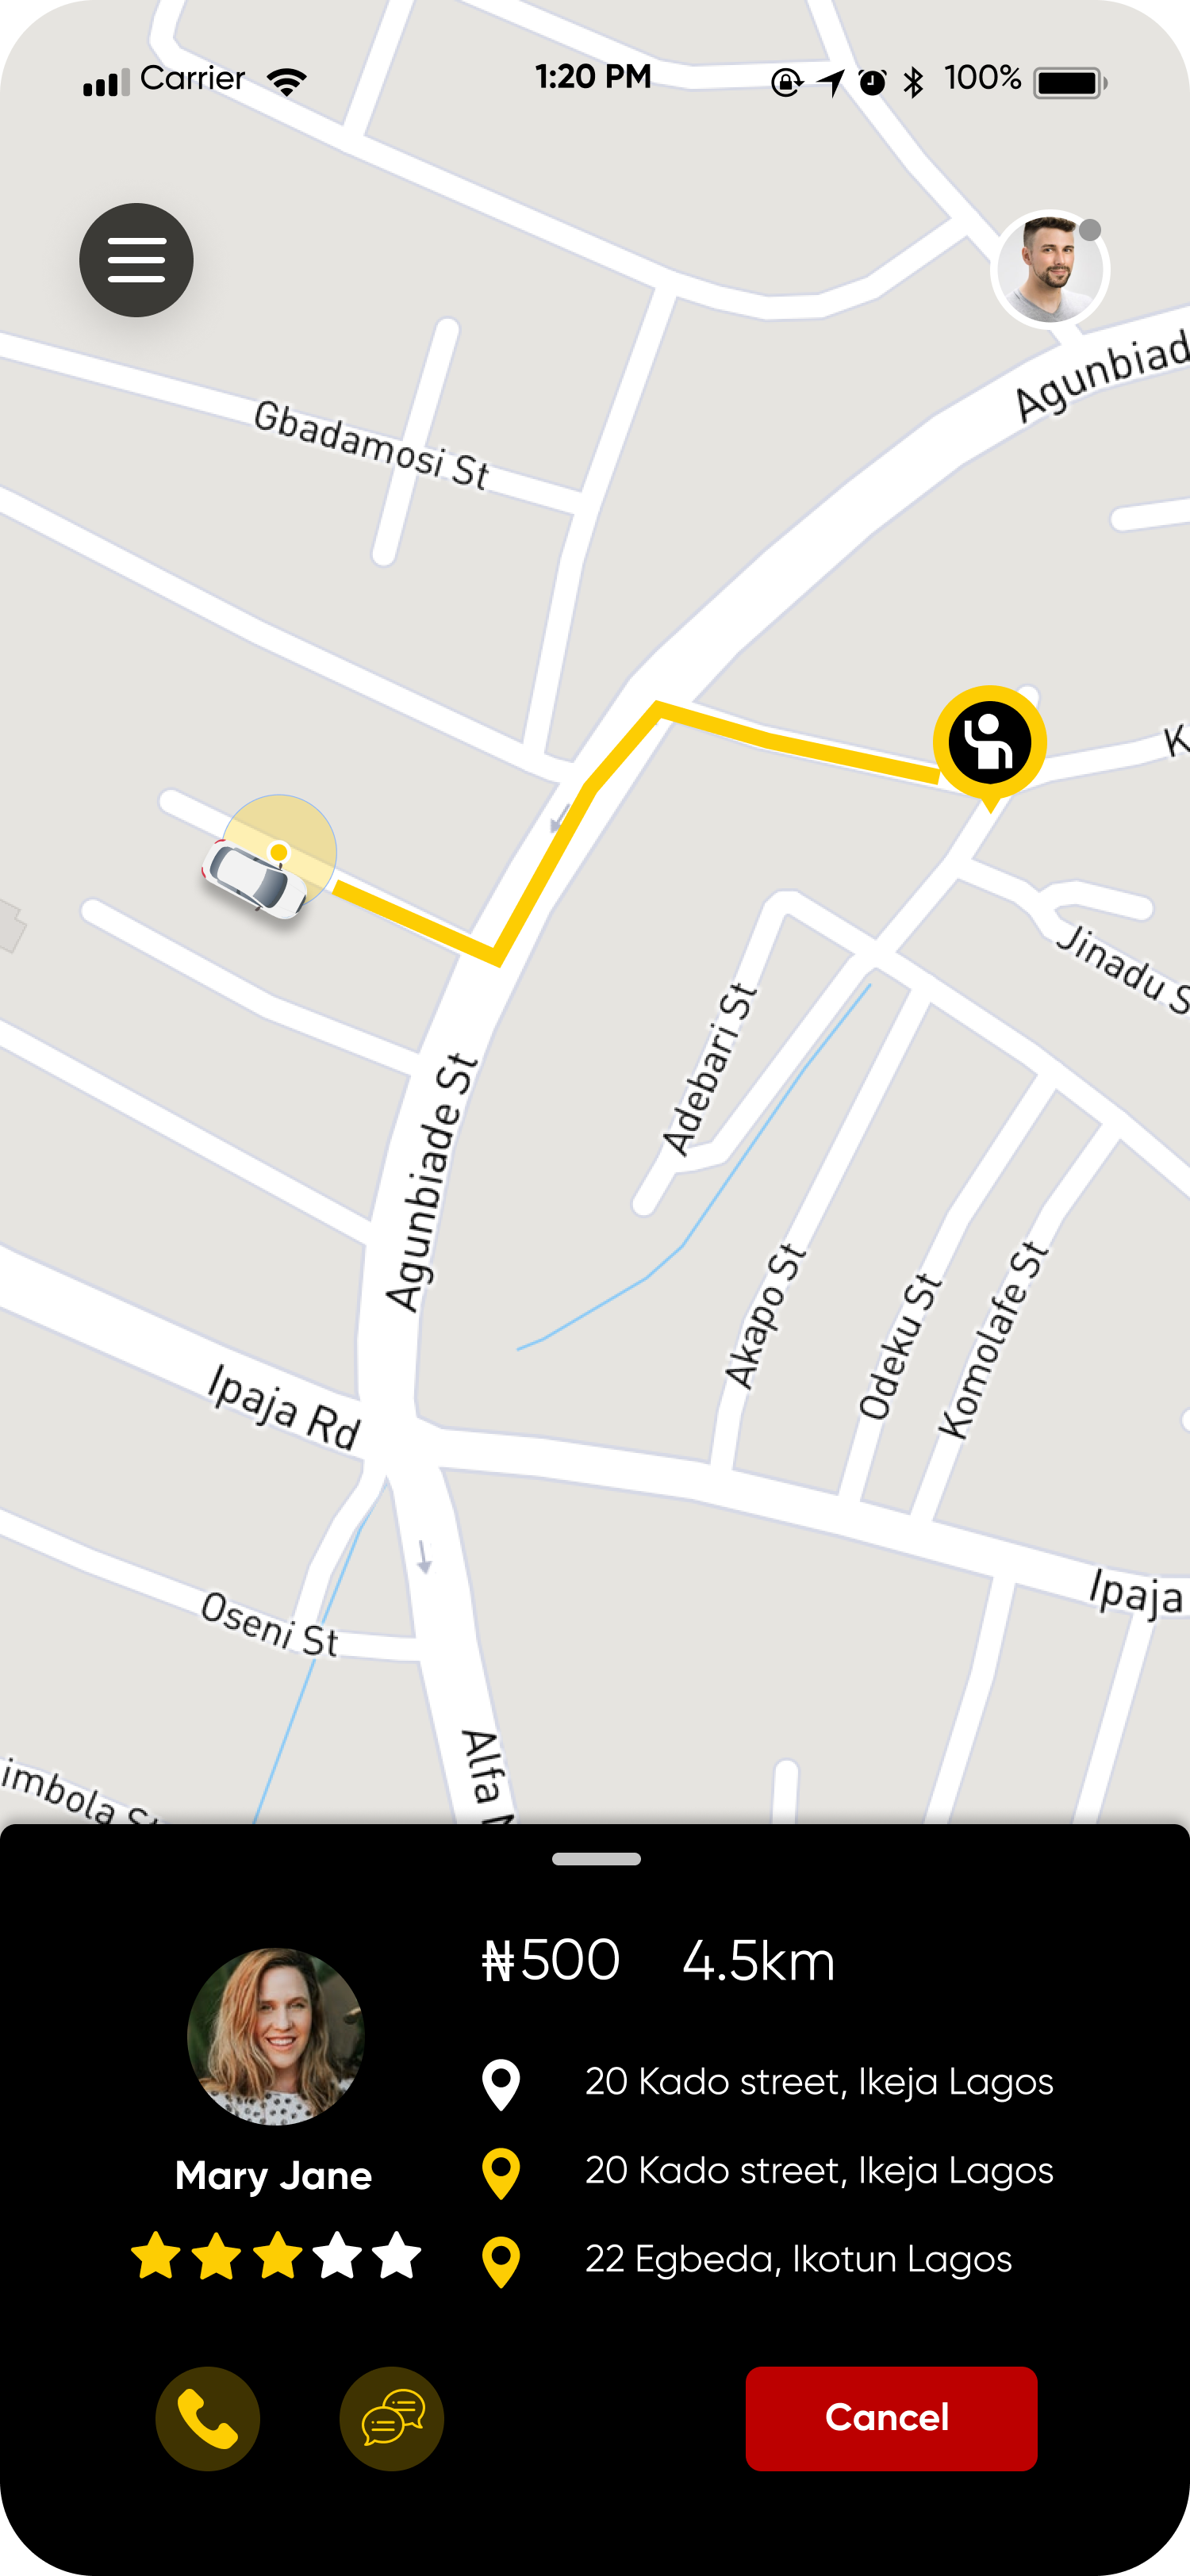 Carrier 1:20 PM 100%
Agunbiad
Gbadamosi St
K
Jinadu S
Adebari St
Agunbiade St
Akapo St
Odeku St
Komolafe St
Ipaja Rd
Ipaja
Oseni St
Alfa
imbola St
₦500 4.5km
20 Kado street, Ikeja Lagos
20 Kado street, Ikeja Lagos
Mary Jane
22 Egbeda, Ikotun Lagos
Cancel